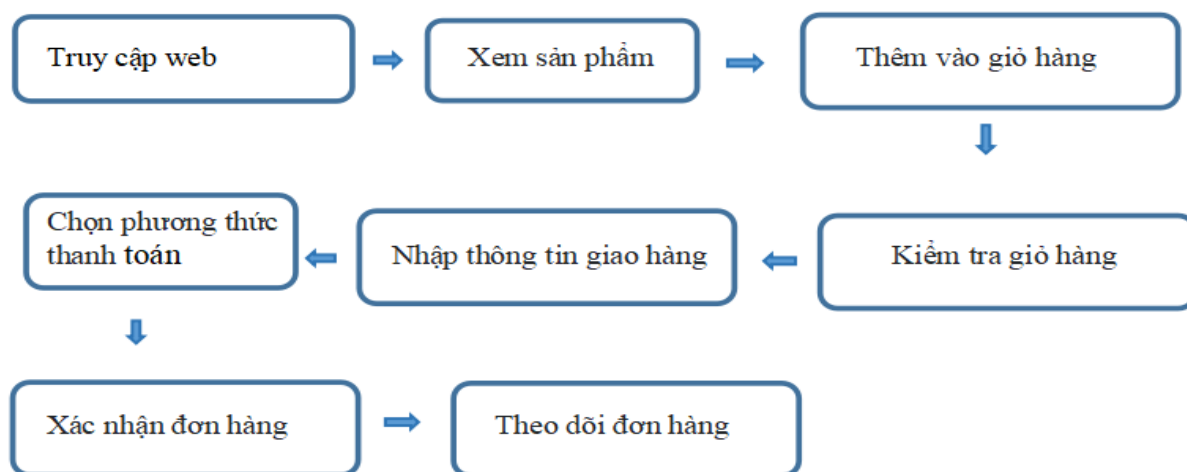 Truy cập web
Xem sản phẩm
Thêm vào giỏ hàng
Kiểm tra giỏ hàng
Nhập thông tin giao hàng
Chọn phương thức
thanh toán
Xác nhận đơn hàng
Theo dõi đơn hàng